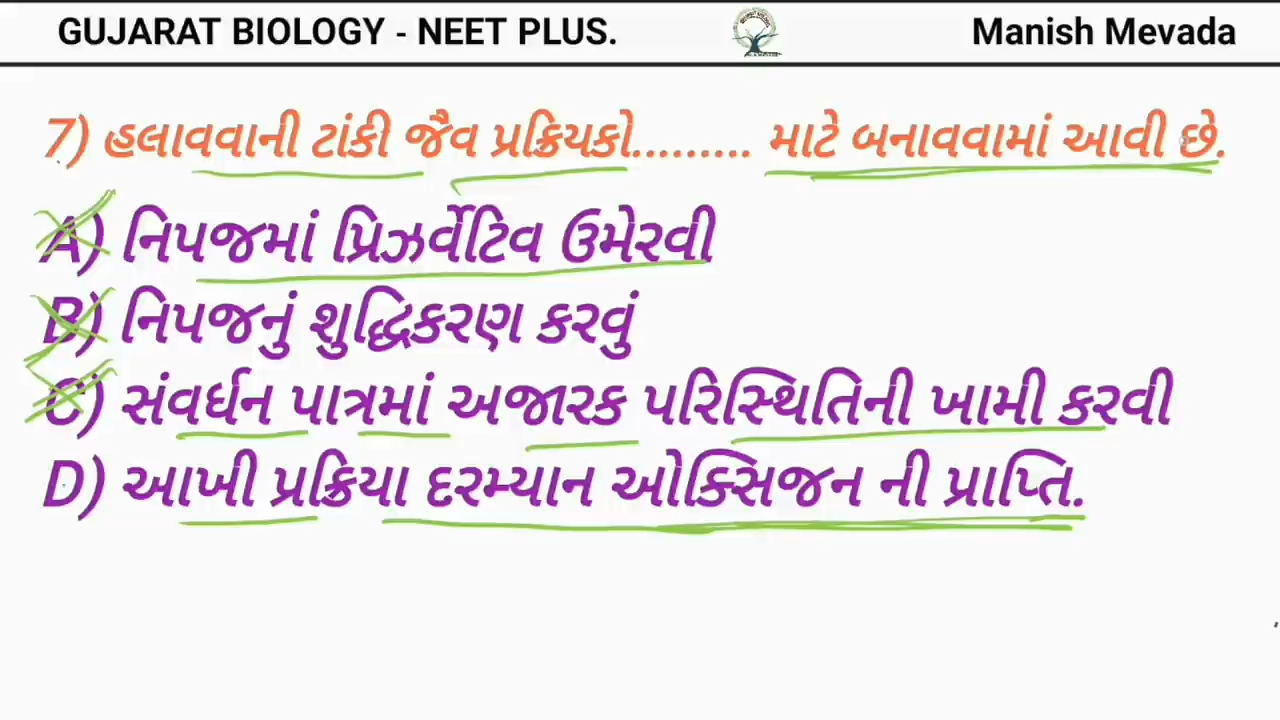 GUJARAT BIOLOGY - NEET PLUS. Manish Mevada
7) હલાવવાની ટાંકી જૈવ પ્રક્રિયકો......... માટે બનાવવામાં આવી છે.
A) નિપજમાં પ્રિઝર્વેટિવ ઉમેરવી
B) નિપજનું શુદ્ધિકરણ કરવું
C) સંવર્ધન પાત્રમાં અજારક પરિસ્થિતિની ખામી કરવી
D) આખી પ્રક્રિયા દરમ્યાન ઓક્સિજન ની પ્રાપ્તિ.